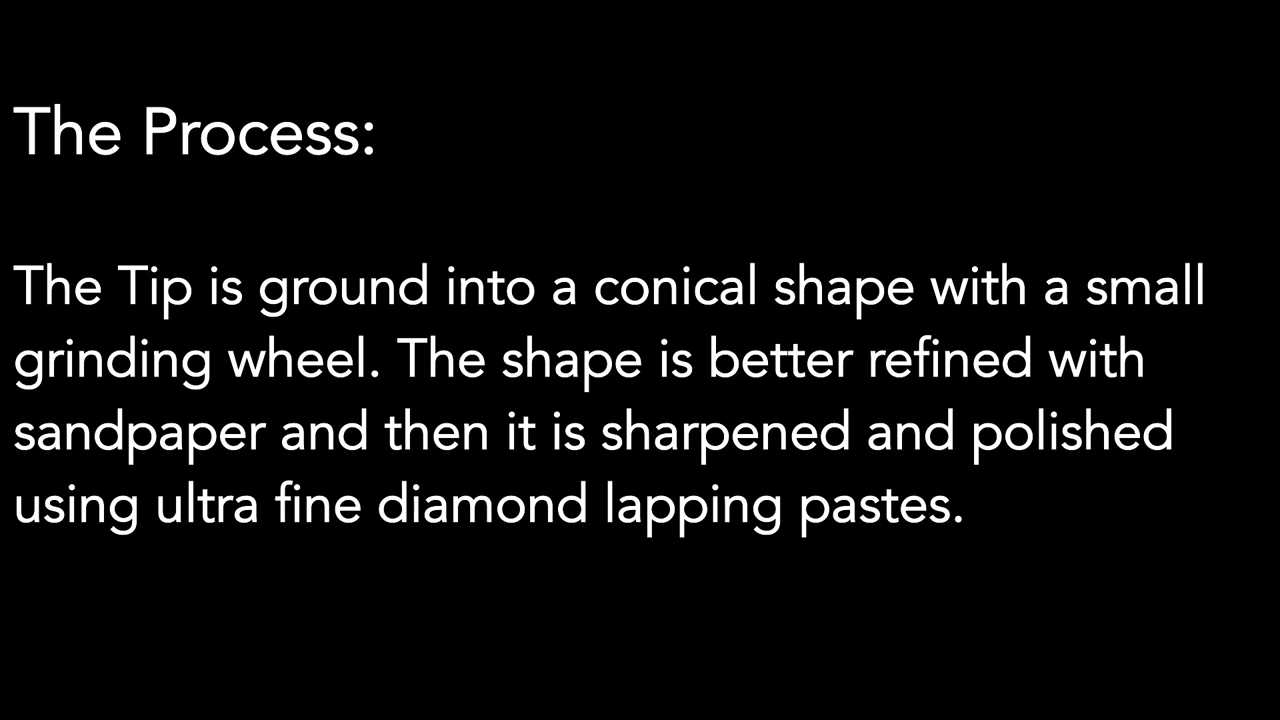 The Process:
The Tip is ground into a conical shape with a small
grinding wheel. The shape is better refined with
sandpaper and then it is sharpened and polished
using ultra fine diamond lapping pastes.